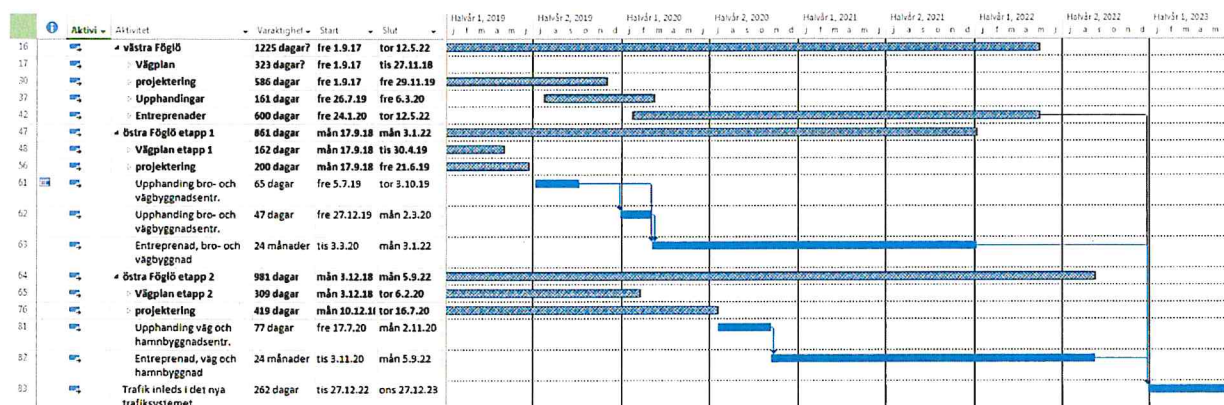 Halvår 1, 2019 Halvår 2, 2019 Halvår 1, 2020 Halvår 2, 2020 Halvår 1, 2021 Halvår 2, 2021 Halvår 1, 2022 Halvår 2, 2022 Halvår 1, 2023
Aktivi Aktivitet Varaktighet Start Slut j f m a m j j a s o n d j f m a m j j a s o n d j f m a m j j a s o n d j f m a m j j a s o n d j f m a m
16 västra Föglö 1225 dagar? fre 1.9.17 tor 12.5.22
17 Vägplan 323 dagar? fre 1.9.17 tis 27.11.18
30 projektering 586 dagar fre 1.9.17 fre 29.11.19
37 Upphandingar 161 dagar fre 26.7.19 fre 6.3.20
42 Entreprenader 600 dagar fre 24.1.20 tor 12.5.22
47 östra Föglö etapp 1 861 dagar mån 17.9.18 mån 3.1.22
48 Vägplan etapp 1 162 dagar mån 17.9.18 tis 30.4.19
56 projektering 200 dagar mån 17.9.18 fre 21.6.19
61 Upphanding bro- och 65 dagar fre 5.7.19 tor 3.10.19
vägbyggnadsentr.
62 Upphanding bro- och 47 dagar fre 27.12.19 mån 2.3.20
vägbyggnadsentr.
63 Entreprenad, bro- och 24 månader tis 3.3.20 mån 3.1.22
vägbyggnad
64 östra Föglö etapp 2 981 dagar mån 3.12.18 mån 5.9.22
65 Vägplan etapp 2 309 dagar mån 3.12.18 tor 6.2.20
76 projektering 419 dagar mån 10.12.18 tor 16.7.20
81 Upphanding väg och 77 dagar fre 17.7.20 mån 2.11.20
hamnbyggnadsentr.
82 Entreprenad, väg och 24 månader tis 3.11.20 mån 5.9.22
hamnbyggnad
83 Trafik inleds i det nya 262 dagar tis 27.12.22 ons 27.12.23
trafiksystemet